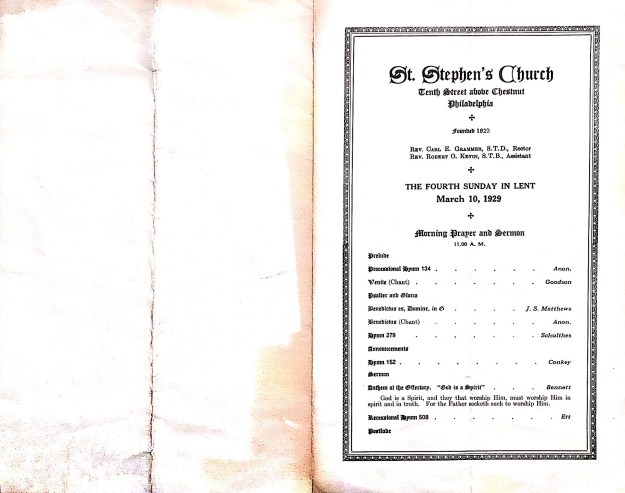 St. Stephen's Church
Tenth Street above Chestnut
Philadelphia
Founded 1823
Rev. Carl E. Grammer, S.T.D., Rector
Rev. Robert O. Kevin, S.T.B., Assistant
THE FOURTH SUNDAY IN LENT
March 10, 1929
Morning Prayer and Sermon
11.00 A. M.
Prelude
Processional Hymn 134 . . . . . . Anon.
Venite (Chant) . . . . . . Goodson
Psalter and Gloria
Benedictus es, Domine, in G . . . . J. S. Matthews
Benedictus (Chant) . . . . . . Anon.
Hymn 279 . . . . . . Schulthes
Announcements
Hymn 152 . . . . . . . Conkey
Sermon
Anthem at the Offertory. "God is a Spirit" . . . Bennett
God is a Spirit, and they that worship Him, must worship Him in
spirit and in truth. For the Father seeketh such to worship Him.
Recessional Hymn 508 . . . . . . Ert
Postlude